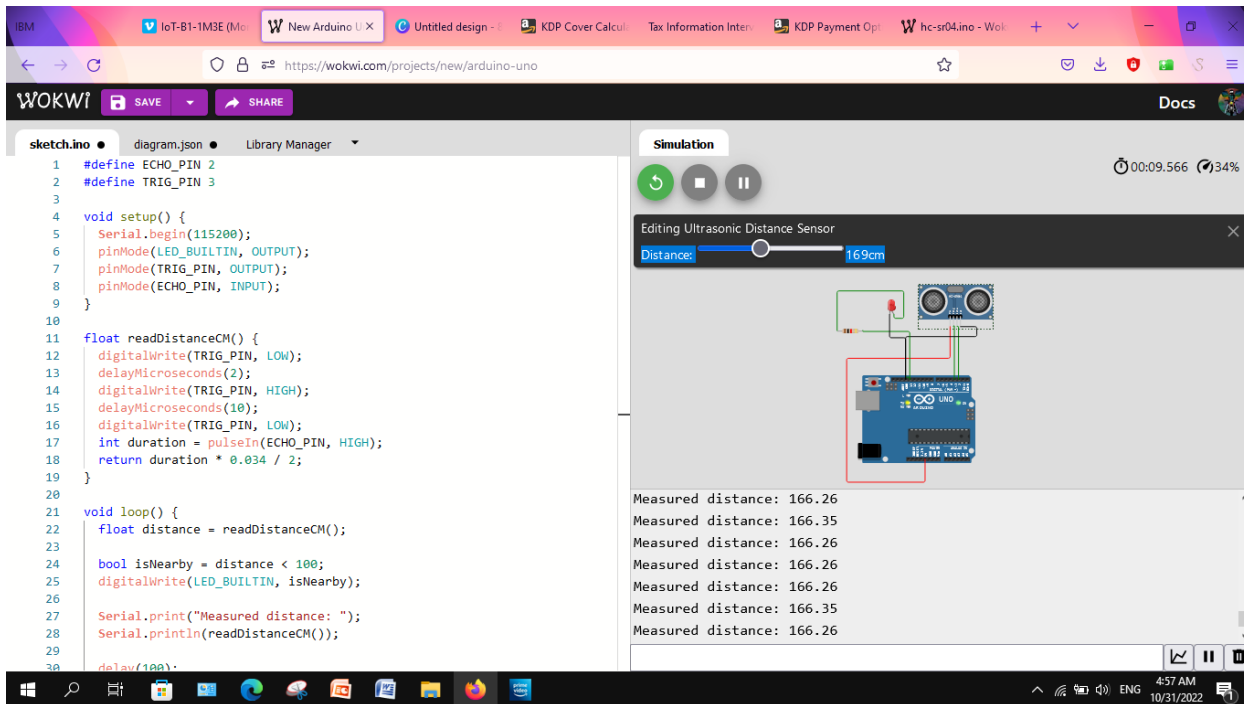 IBM
IoT-B1-1M3E (Mo
New Arduino U
Untitled design -
KDP Cover Calcul
Tax Information Interv
KDP Payment Opt
hc-sr04.ino - Wok
https://wokwi.com/projects/new/arduino-uno
WOKWI
SAVE
SHARE
Docs
sketch.ino
diagram.json
Library Manager
1 #define ECHO_PIN 2
2 #define TRIG_PIN 3
3
4 void setup() {
5 Serial.begin(115200);
6 pinMode(LED_BUILTIN, OUTPUT);
7 pinMode(TRIG_PIN, OUTPUT);
8 pinMode(ECHO_PIN, INPUT);
9 }
10
11 float readDistanceCM() {
12 digitalWrite(TRIG_PIN, LOW);
13 delayMicroseconds(2);
14 digitalWrite(TRIG_PIN, HIGH);
15 delayMicroseconds(10);
16 digitalWrite(TRIG_PIN, LOW);
17 int duration = pulseIn(ECHO_PIN, HIGH);
18 return duration * 0.034 / 2;
19 }
20
21 void loop() {
22 float distance = readDistanceCM();
23
24 bool isNearby = distance < 100;
25 digitalWrite(LED_BUILTIN, isNearby);
26
27 Serial.print("Measured distance: ");
28 Serial.println(readDistanceCM());
29
30 delay(100);
Simulation
00:09.566 34%
Editing Ultrasonic Distance Sensor
Distance: 169cm
UNO
Measured distance: 166.26
Measured distance: 166.35
Measured distance: 166.26
Measured distance: 166.26
Measured distance: 166.26
Measured distance: 166.35
Measured distance: 166.26
ENG
4:57 AM
10/31/2022